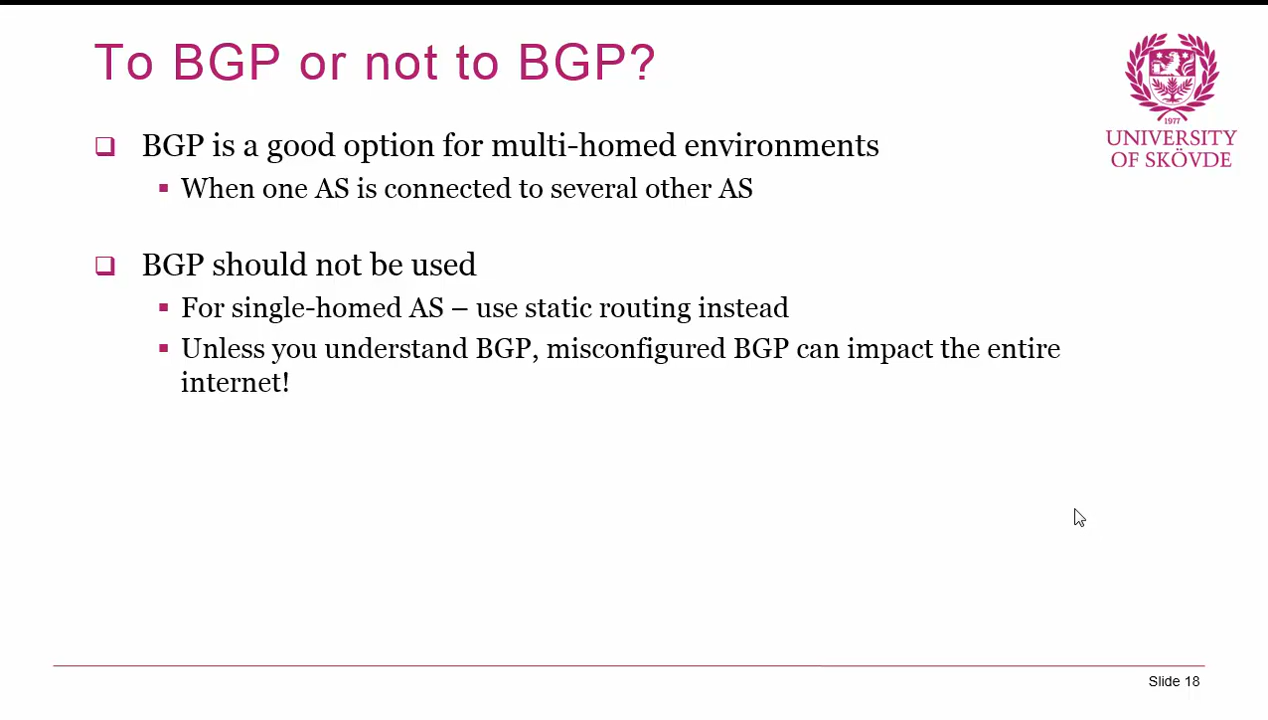 To BGP or not to BGP?
1977
UNIVERSITY
OF SKÖVDE
BGP is a good option for multi-homed environments
When one AS is connected to several other AS
BGP should not be used
For single-homed AS – use static routing instead
Unless you understand BGP, misconfigured BGP can impact the entire
internet!
Slide 18